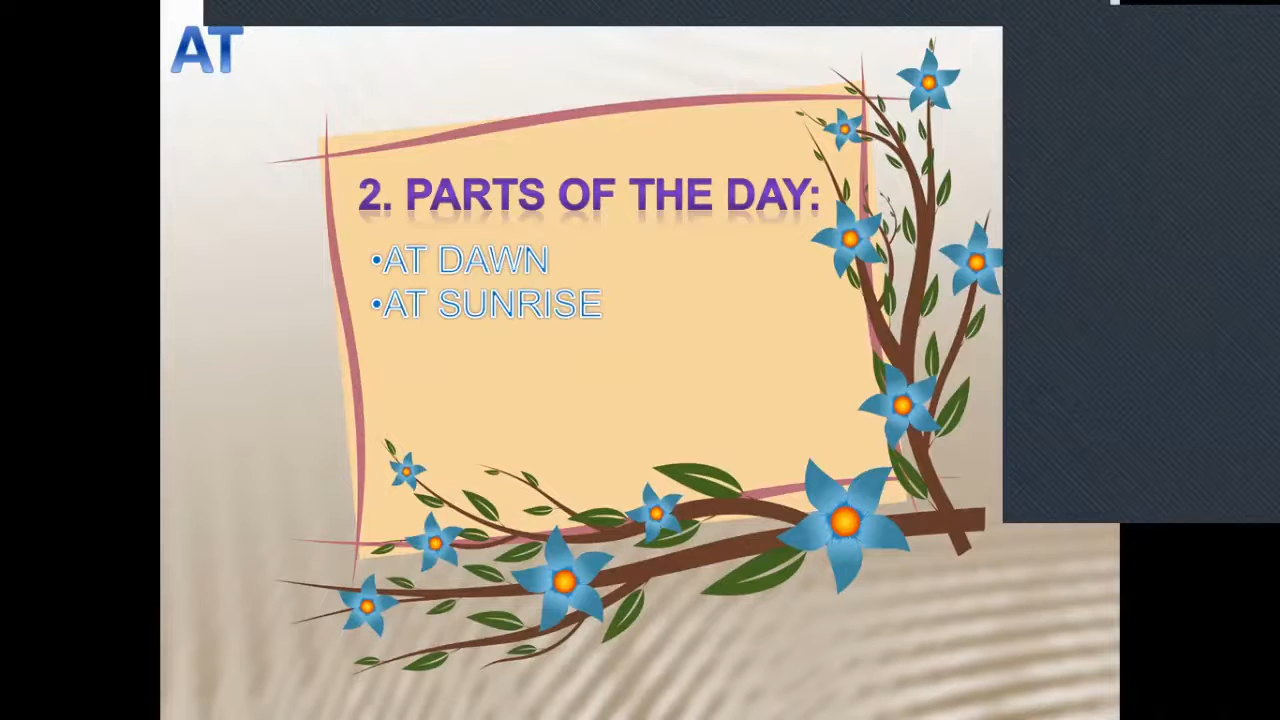 AT
2. PARTS OF THE DAY:
•AT DAWN
•AT SUNRISE